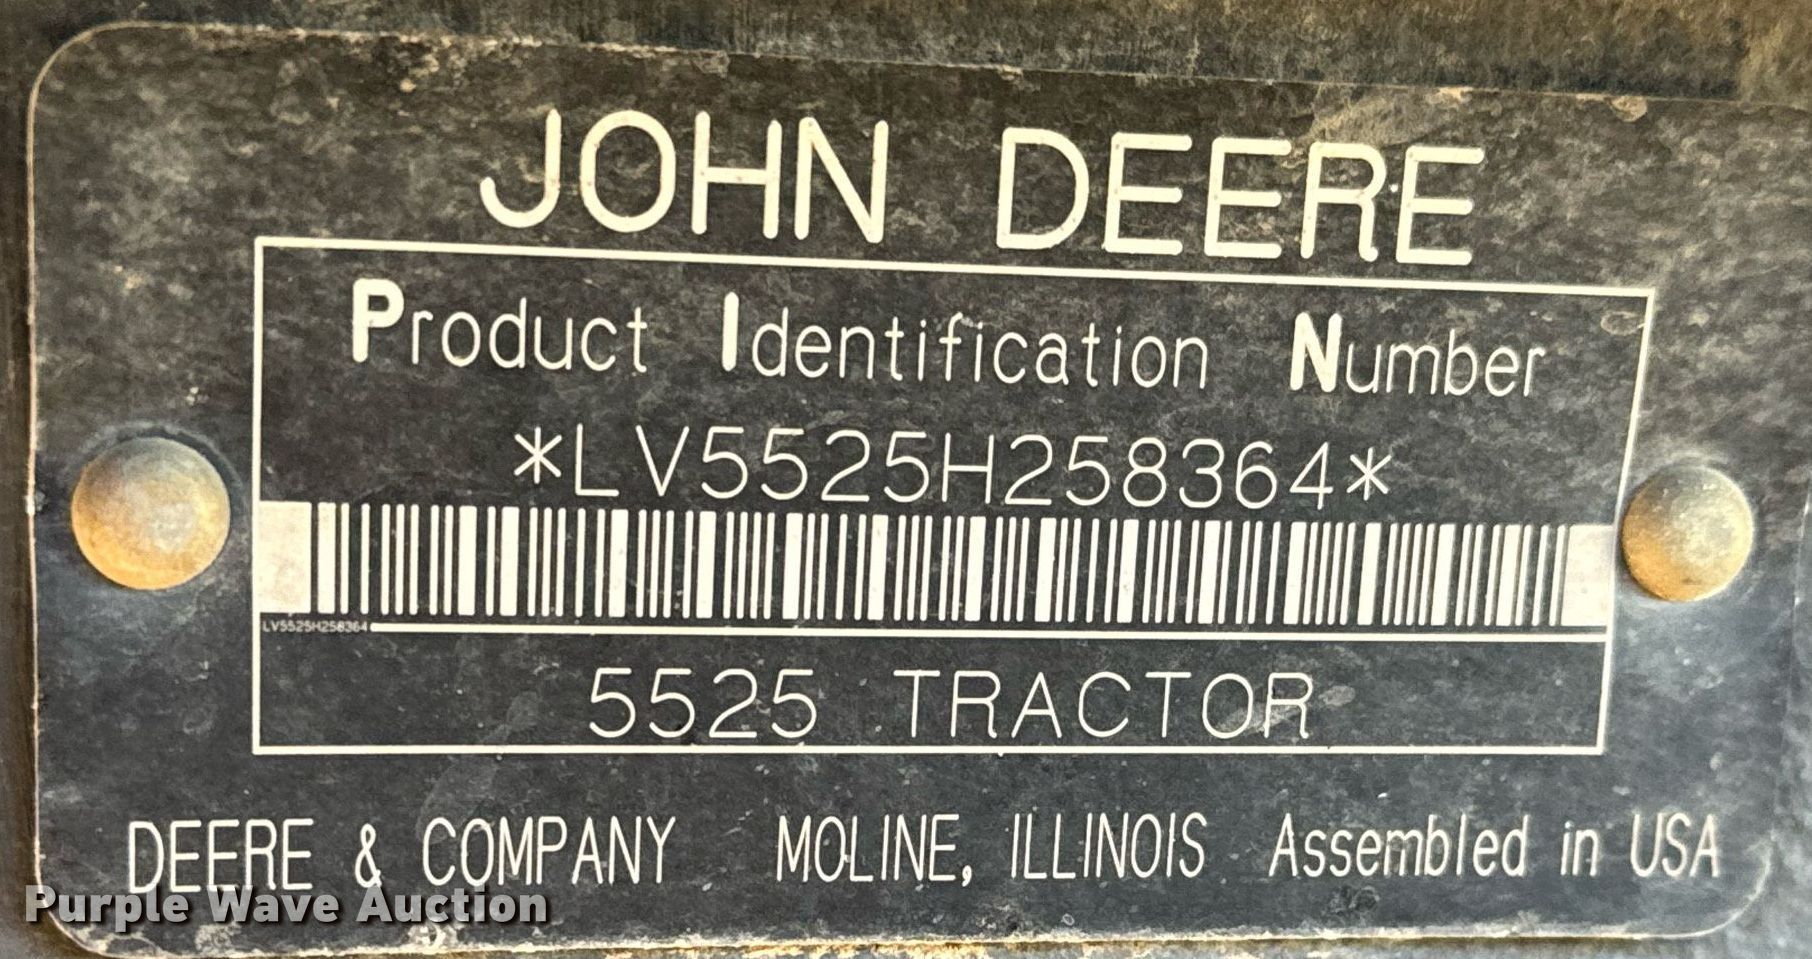 JOHN DEERE
Product Identification Number
*LV5525H258364*
LV5525H258364
5525 TRACTOR
DEERE & COMPANY MOLINE, ILLINOIS Assembled in USA
Purple Wave Auction